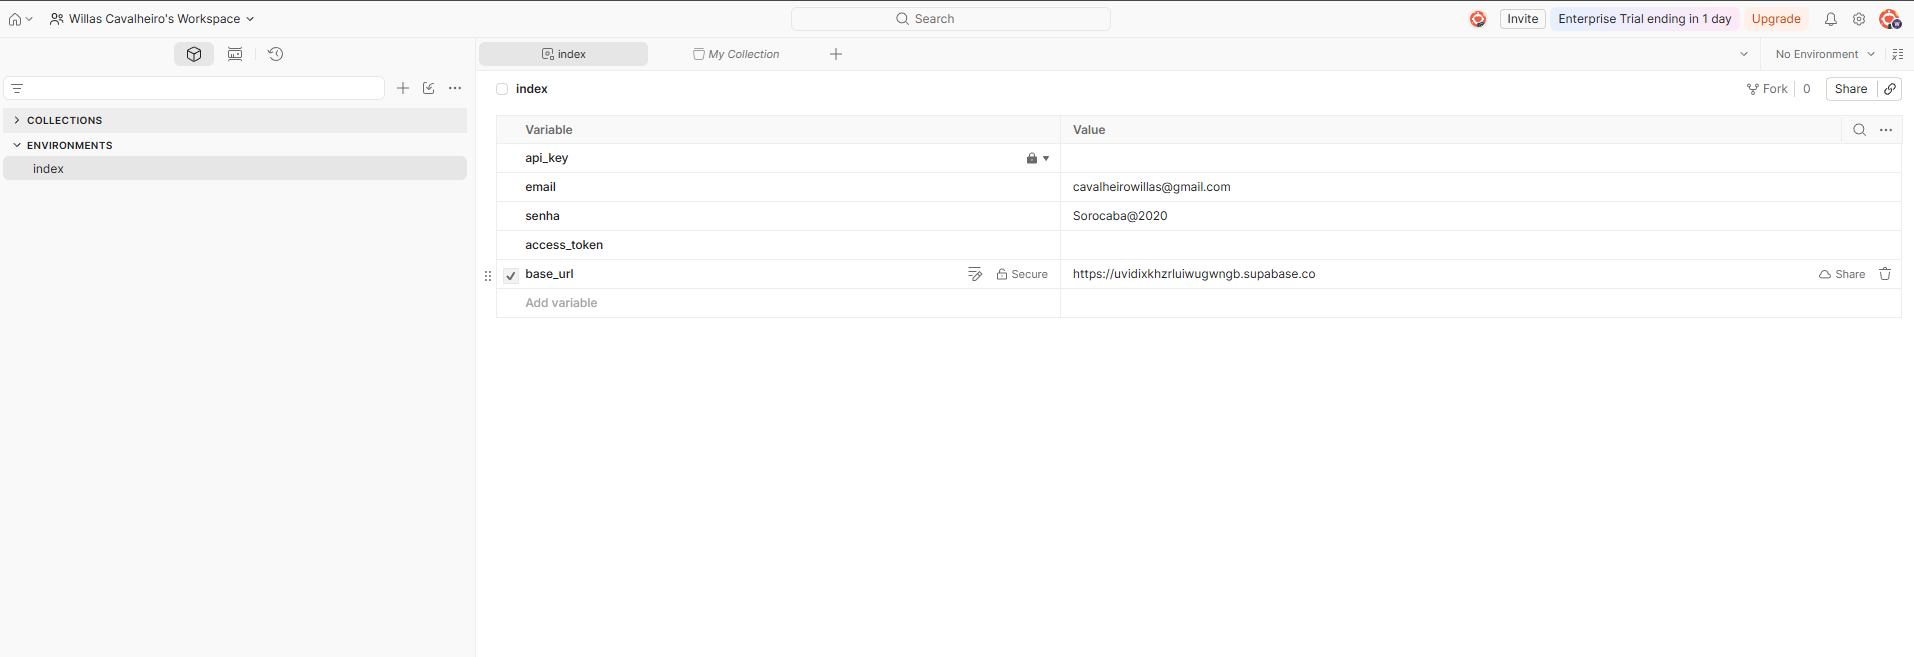 Willas Cavalheiro's Workspace
Search
Invite
Enterprise Trial ending in 1 day
Upgrade
index
My Collection
No Environment
index
Fork
0
Share
COLLECTIONS
ENVIRONMENTS
index
Variable Value
api_key
email cavalheirowillas@gmail.com
senha Sorocaba@2020
access_token
base_url Secure https://uvidixkhzrluiwugwngb.supabase.co Share
Add variable